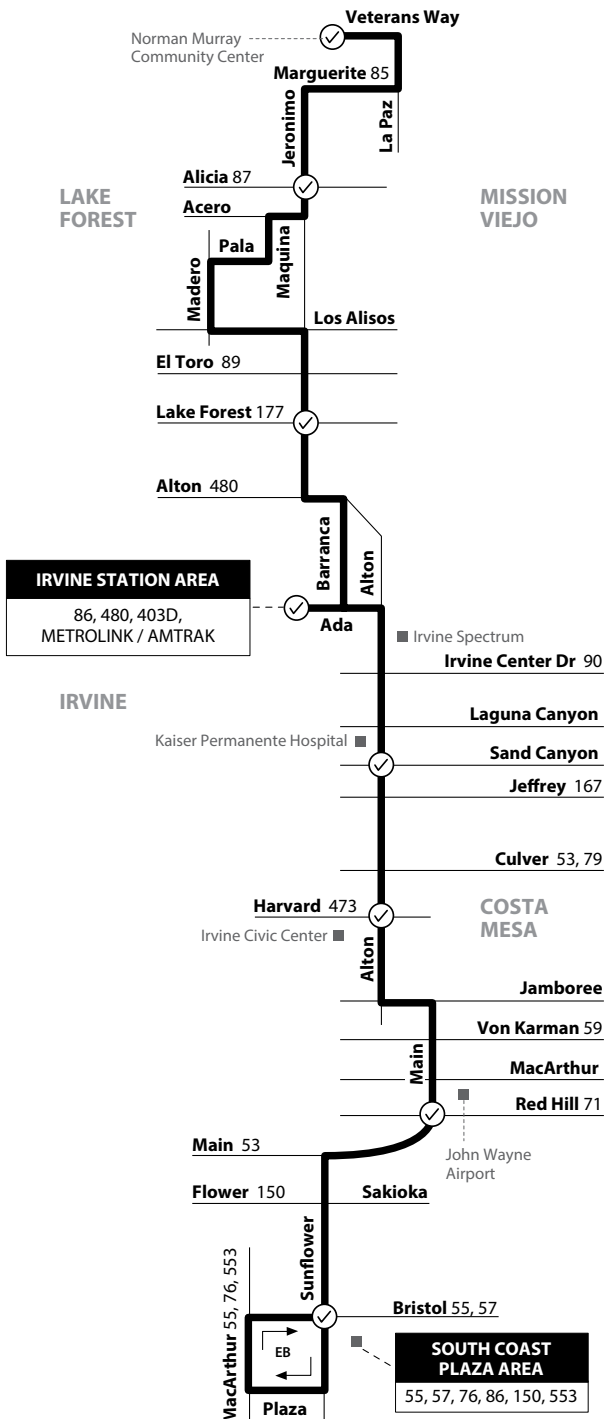 Veterans Way
Norman Murray
Community Center
Marguerite 85
Jeronimo
La Paz
Alicia 87
LAKE
FOREST
MISSION
VIEJO
Acero
Pala
Maquina
Madero
Los Alisos
El Toro 89
Lake Forest 177
Alton 480
Barranca
Alton
IRVINE STATION AREA
86, 480, 403D,
METROLINK / AMTRAK
Ada
Irvine Spectrum
Irvine Center Dr 90
IRVINE
Laguna Canyon
Kaiser Permanente Hospital
Sand Canyon
Jeffrey 167
Culver 53, 79
Harvard 473
COSTA
MESA
Irvine Civic Center
Alton
Jamboree
Von Karman 59
Main
MacArthur
Red Hill 71
Main 53
John Wayne
Airport
Flower 150
Sakioka
Sunflower
MacArthur 55, 76, 553
Bristol 55, 57
EB
SOUTH COAST
PLAZA AREA
55, 57, 76, 86, 150, 553
Plaza